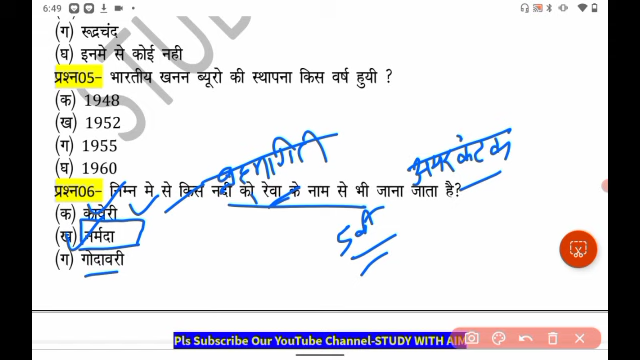 6:49
(ग) रूद्रचंद
(घ) इनमे से कोई नही
प्रश्न05- भारतीय खनन ब्यूरो की स्थापना किस वर्ष हुयी ?
(क) 1948
(ख) 1952
(ग) 1955
(घ) 1960
अमरकंटक
प्रश्न06- निम्न मे से किस नदी को रेवा के नाम से भी जाना जाता है?
(क) कावेरी
(ख) नर्मदा
(ग) गोदावरी
Pls Subscribe Our YouTube Channel-STUDY WITH AIM